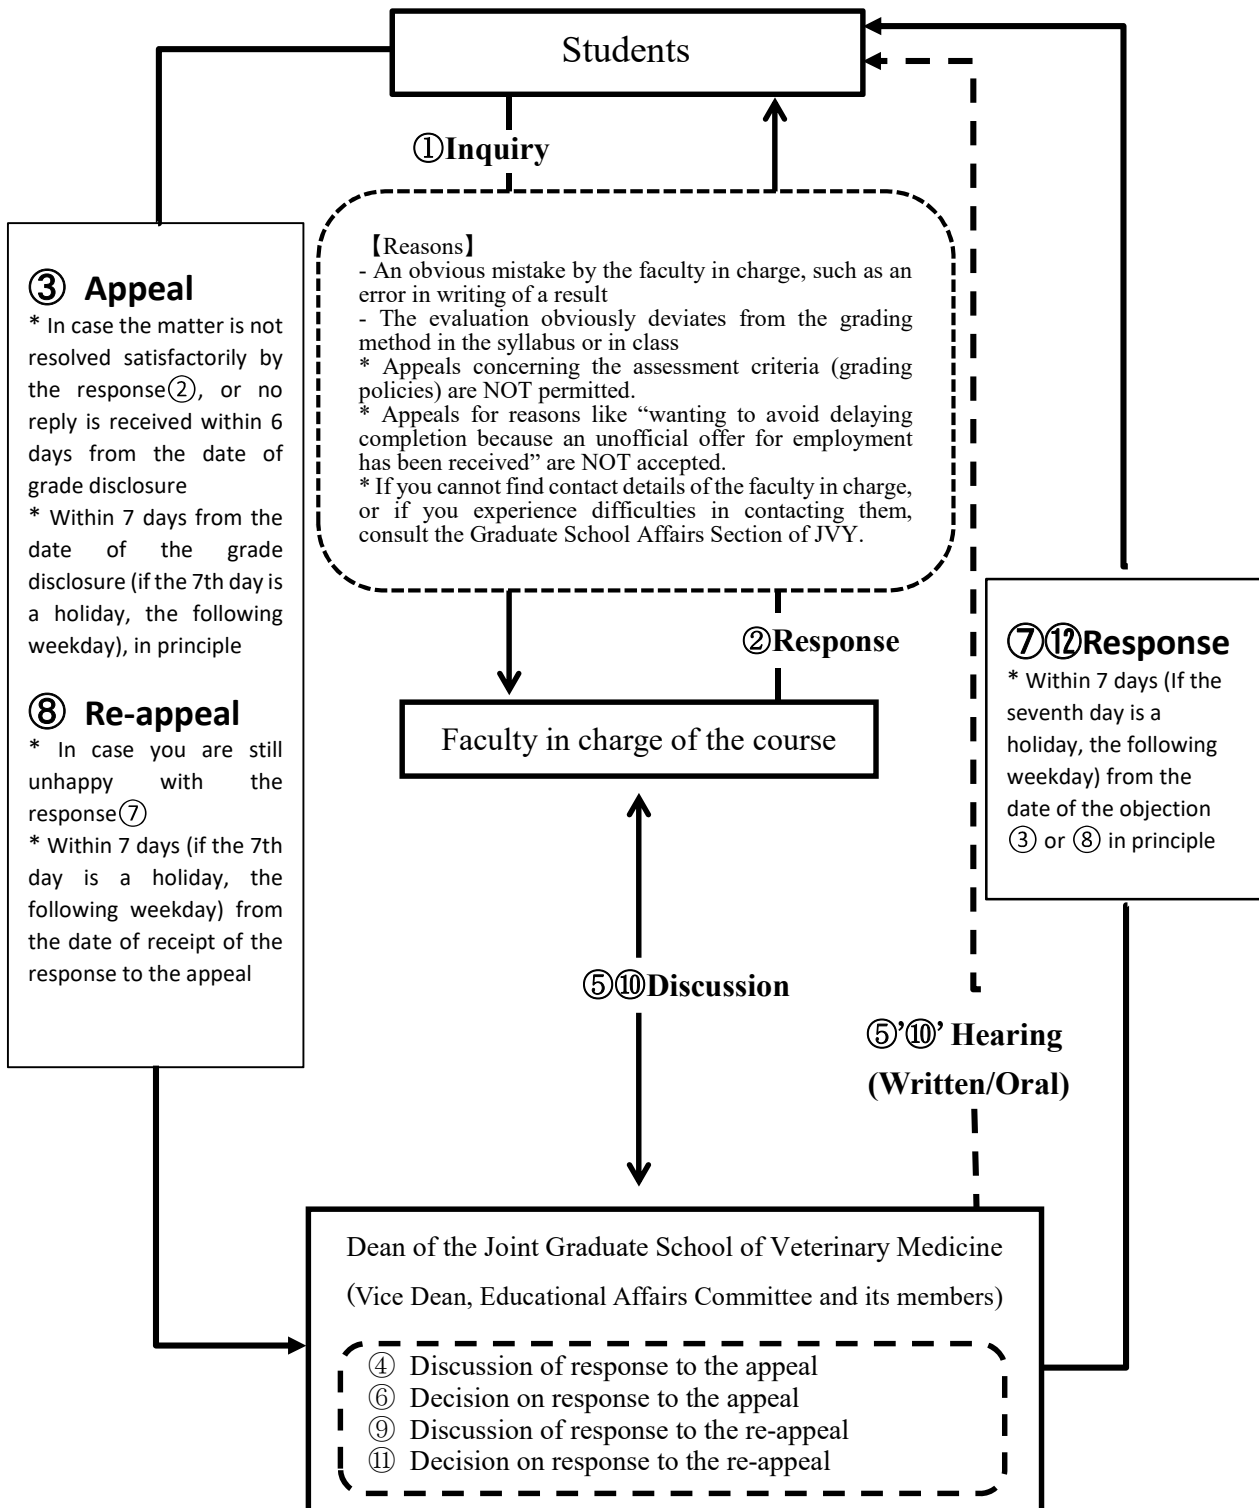 Students
①Inquiry
【Reasons】
- An obvious mistake by the faculty in charge, such as an
error in writing of a result
- The evaluation obviously deviates from the grading
method in the syllabus or in class
* Appeals concerning the assessment criteria (grading
policies) are NOT permitted.
* Appeals for reasons like “wanting to avoid delaying
completion because an unofficial offer for employment
has been received” are NOT accepted.
* If you cannot find contact details of the faculty in charge,
or if you experience difficulties in contacting them,
consult the Graduate School Affairs Section of JVY.
③ Appeal
* In case the matter is not
resolved satisfactorily by
the response②, or no
reply is received within 6
days from the date of
grade disclosure
* Within 7 days from the
date of the grade
disclosure (if the 7th day is
a holiday, the following
weekday), in principle
⑧ Re-appeal
* In case you are still
unhappy with the
response⑦
* Within 7 days (if the 7th
day is a holiday, the
following weekday) from
the date of receipt of the
response to the appeal
②Response
Faculty in charge of the course
⑦⑫Response
* Within 7 days (If the
seventh day is a
holiday, the following
weekday) from the
date of the objection
③ or ⑧ in principle
⑤⑩Discussion
⑤’⑩’ Hearing
(Written/Oral)
Dean of the Joint Graduate School of Veterinary Medicine
(Vice Dean, Educational Affairs Committee and its members)
④ Discussion of response to the appeal
⑥ Decision on response to the appeal
⑨ Discussion of response to the re-appeal
⑪ Decision on response to the re-appeal